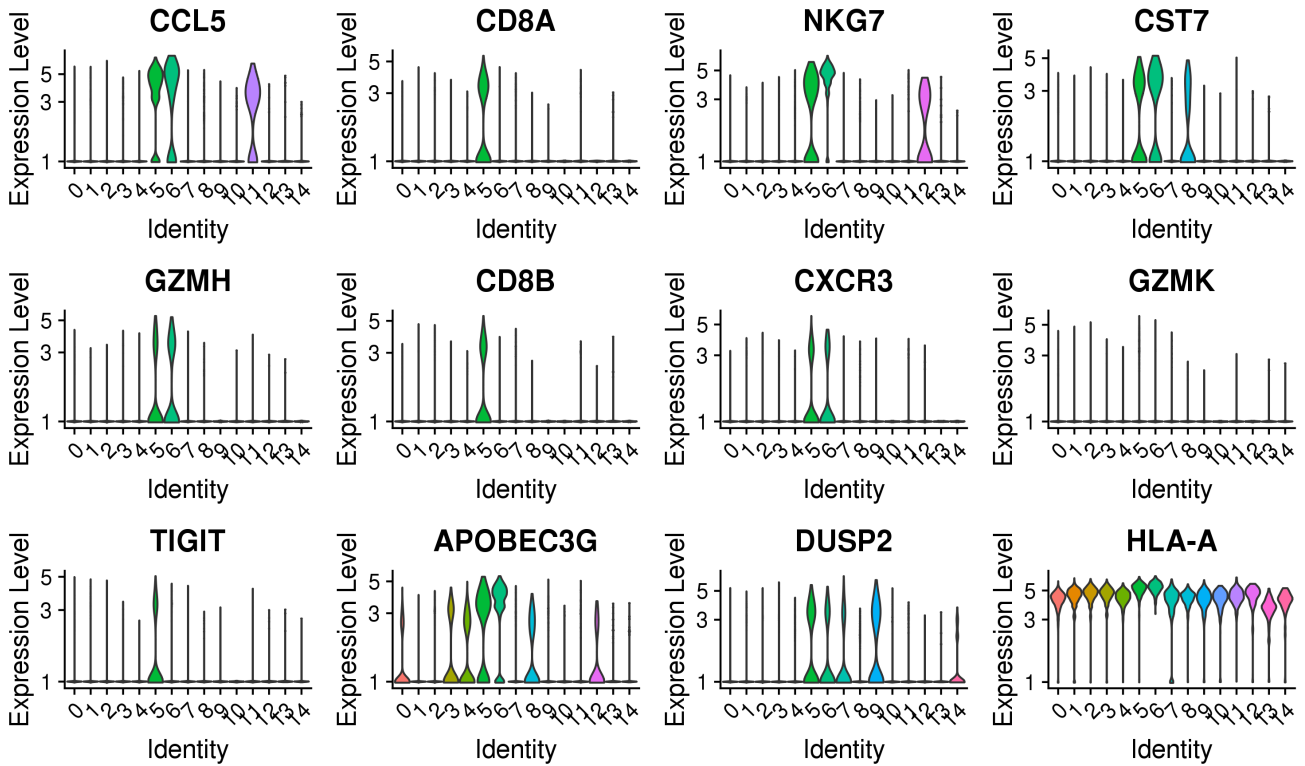 CCL5
CD8A
NKG7
CST7
Expression Level
5
3
1
0 1 2 3 4 5 6 7 8 9 10 11 12 13 14
Identity
Expression Level
5
3
1
0 1 2 3 4 5 6 7 8 9 10 11 12 13 14
Identity
Expression Level
5
3
1
0 1 2 3 4 5 6 7 8 9 10 11 12 13 14
Identity
Expression Level
5
3
1
0 1 2 3 4 5 6 7 8 9 10 11 12 13 14
Identity
GZMH
CD8B
CXCR3
GZMK
Expression Level
5
3
1
0 1 2 3 4 5 6 7 8 9 10 11 12 13 14
Identity
Expression Level
5
3
1
0 1 2 3 4 5 6 7 8 9 10 11 12 13 14
Identity
Expression Level
5
3
1
0 1 2 3 4 5 6 7 8 9 10 11 12 13 14
Identity
Expression Level
5
3
1
0 1 2 3 4 5 6 7 8 9 10 11 12 13 14
Identity
TIGIT
APOBEC3G
DUSP2
HLA-A
Expression Level
5
3
1
0 1 2 3 4 5 6 7 8 9 10 11 12 13 14
Identity
Expression Level
5
3
1
0 1 2 3 4 5 6 7 8 9 10 11 12 13 14
Identity
Expression Level
5
3
1
0 1 2 3 4 5 6 7 8 9 10 11 12 13 14
Identity
Expression Level
5
3
1
0 1 2 3 4 5 6 7 8 9 10 11 12 13 14
Identity